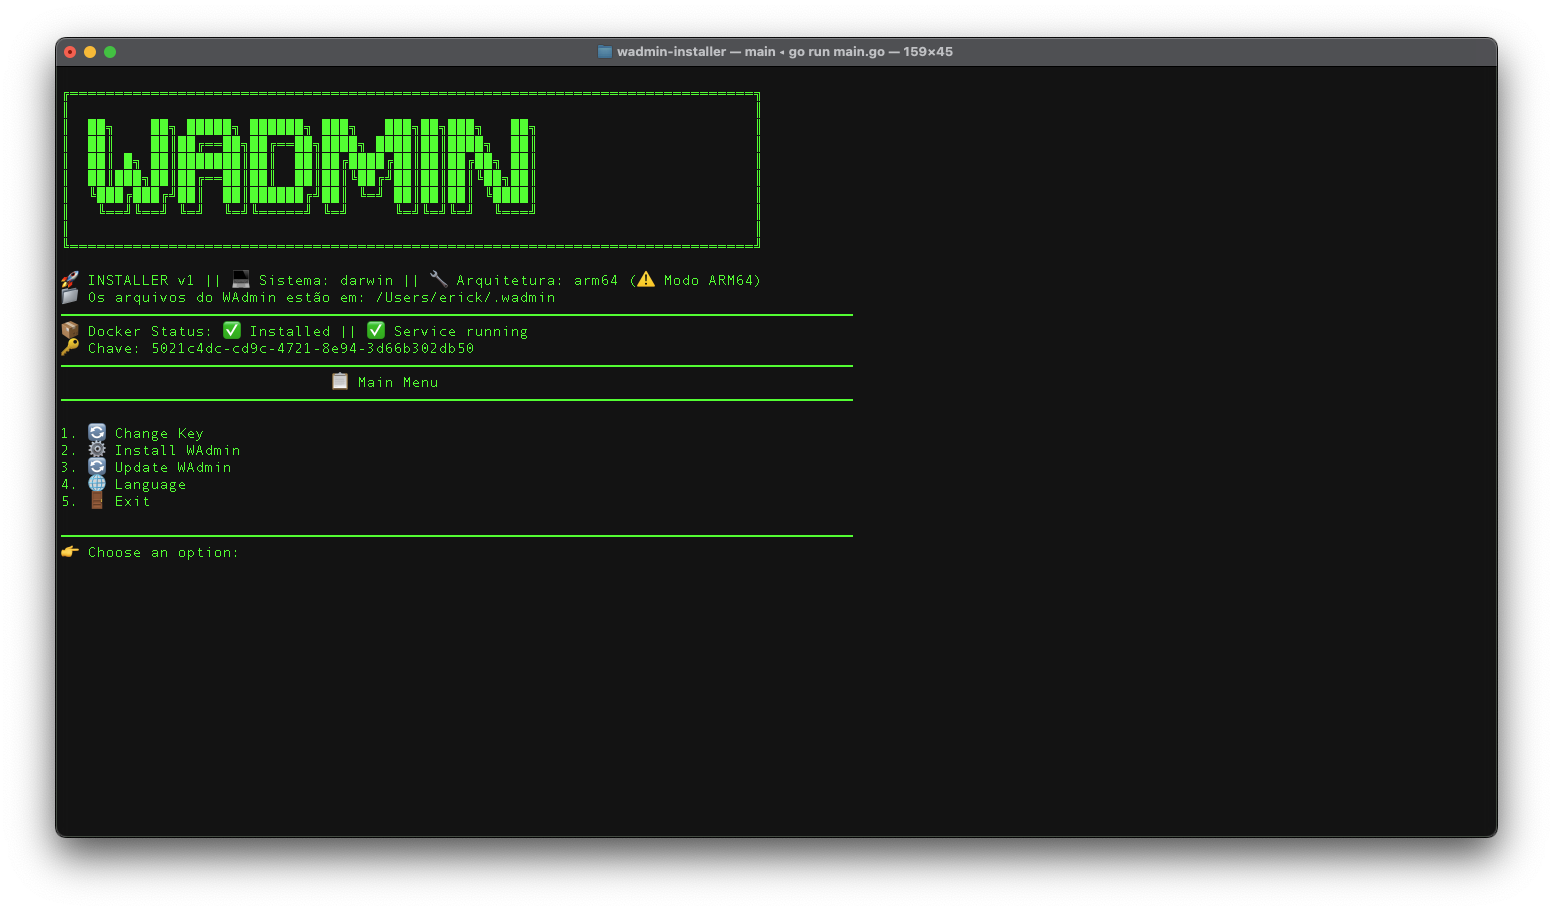 wadmin-installer — main ◂ go run main.go — 159×45
WADMIN
🚀 INSTALLER v1 || 💻 Sistema: darwin || 🔧 Arquitetura: arm64 (⚠️ Modo ARM64)
📁 Os arquivos do WAdmin estão em: /Users/erick/.wadmin
📦 Docker Status: ✅ Installed || ✅ Service running
🔑 Chave: 5021c4dc-cd9c-4721-8e94-3d66b302db50
📋 Main Menu
1. 🔄 Change Key
2. ⚙️ Install WAdmin
3. 🔄 Update WAdmin
4. 🌐 Language
5. 🚪 Exit
👉 Choose an option: